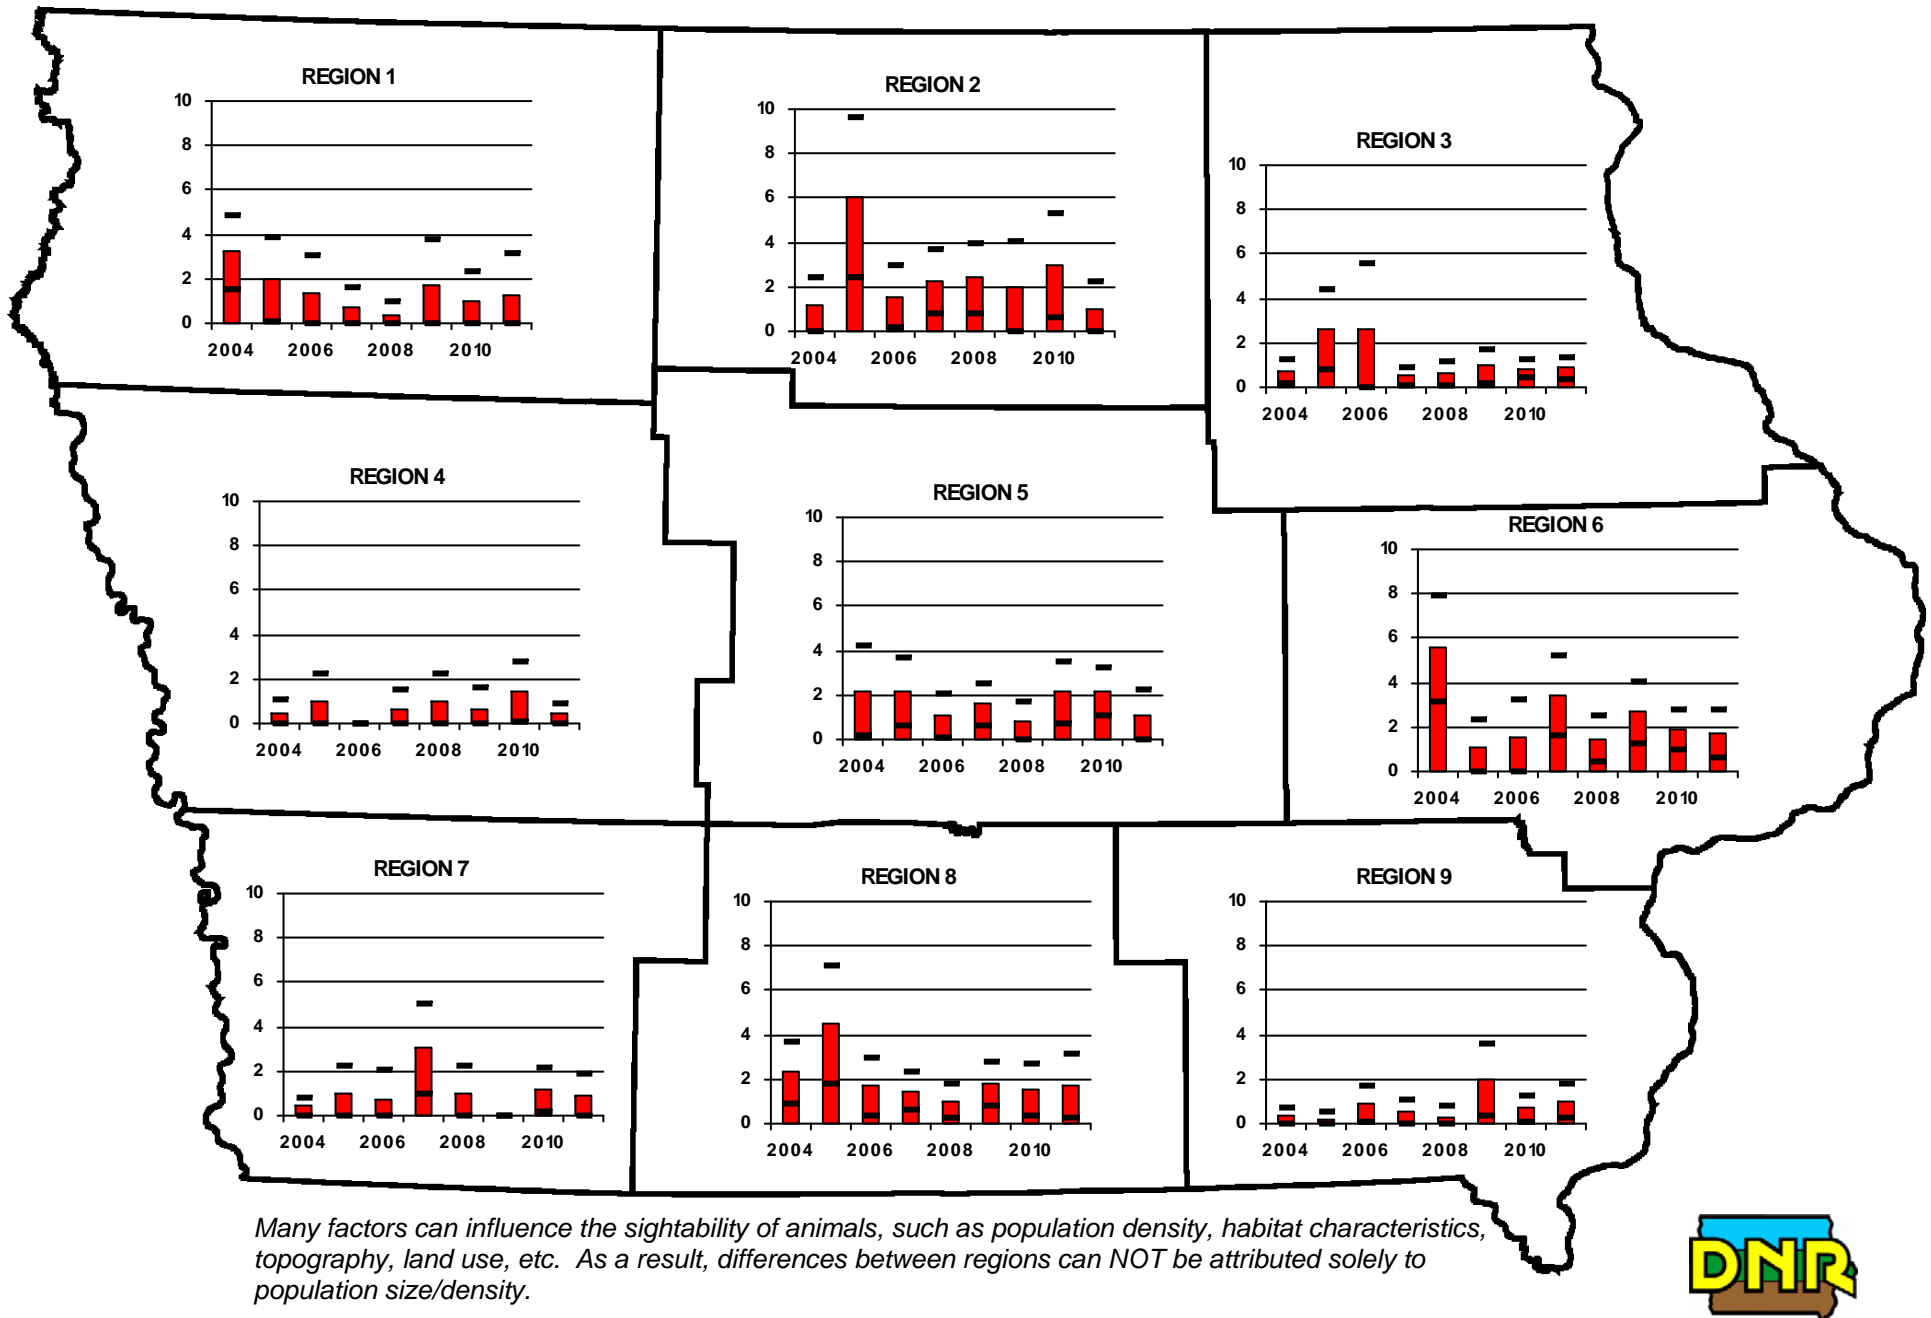 REGION 1
10
8
6
4
2
0
2004 2006 2008 2010
REGION 2
10
8
6
4
2
0
2004 2006 2008 2010
REGION 3
10
8
6
4
2
0
2004 2006 2008 2010
REGION 4
10
8
6
4
2
0
2004 2006 2008 2010
REGION 5
10
8
6
4
2
0
2004 2006 2008 2010
REGION 6
10
8
6
4
2
0
2004 2006 2008 2010
REGION 7
10
8
6
4
2
0
2004 2006 2008 2010
REGION 8
10
8
6
4
2
0
2004 2006 2008 2010
REGION 9
10
8
6
4
2
0
2004 2006 2008 2010
Many factors can influence the sightability of animals, such as population density, habitat characteristics,
topography, land use, etc.  As a result, differences between regions can NOT be attributed solely to
population size/density.
DNR